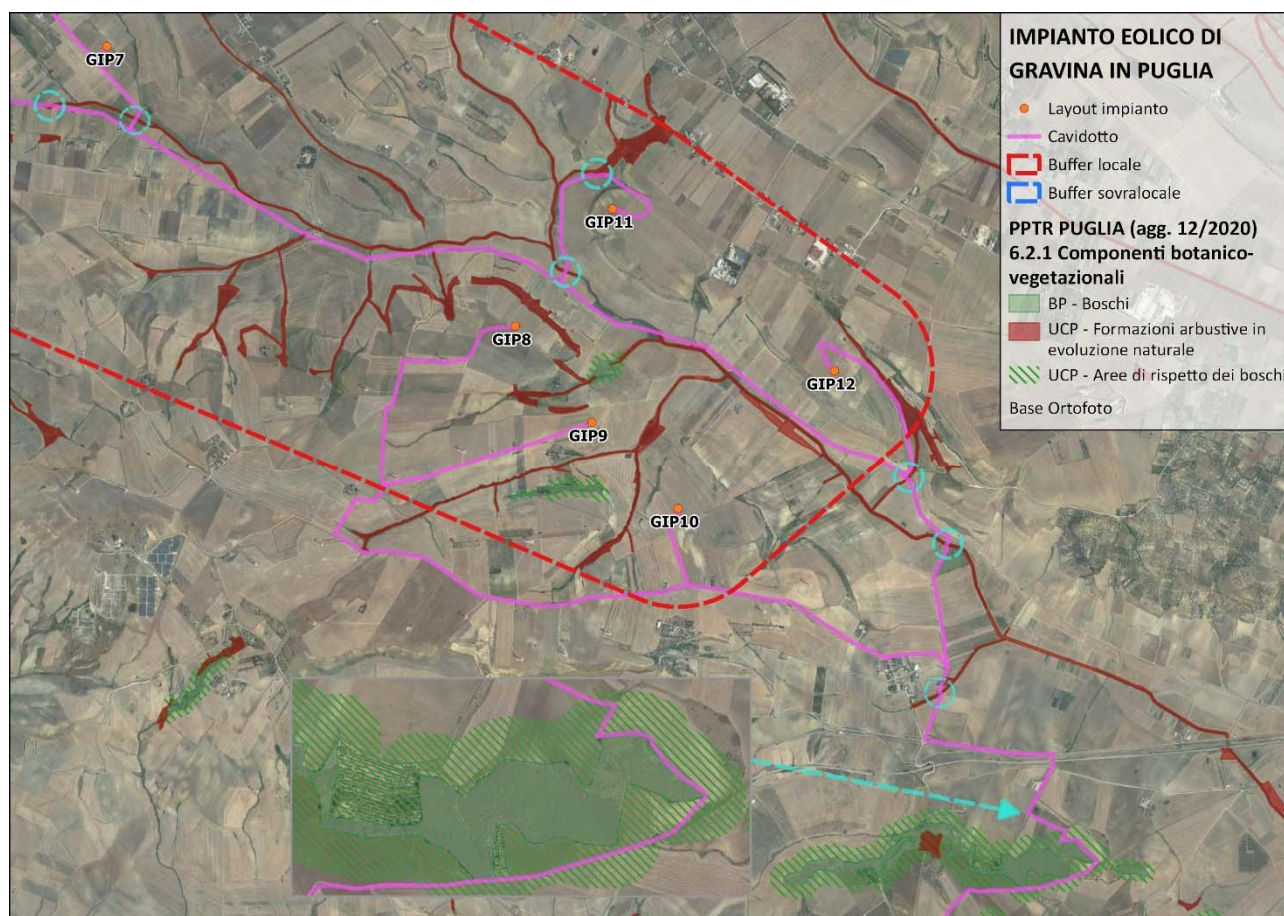 IMPIANTO EOLICO DI
GRAVINA IN PUGLIA
Layout impianto
Cavidotto
Buffer locale
Buffer sovralocale
PPTR PUGLIA (agg. 12/2020)
6.2.1 Componenti botanico-
vegetazionali
BP - Boschi
UCP - Formazioni arbustive in
evoluzione naturale
UCP - Aree di rispetto dei boschi
Base Ortofoto
GIP7
GIP11
GIP8
GIP12
GIP9
GIP10